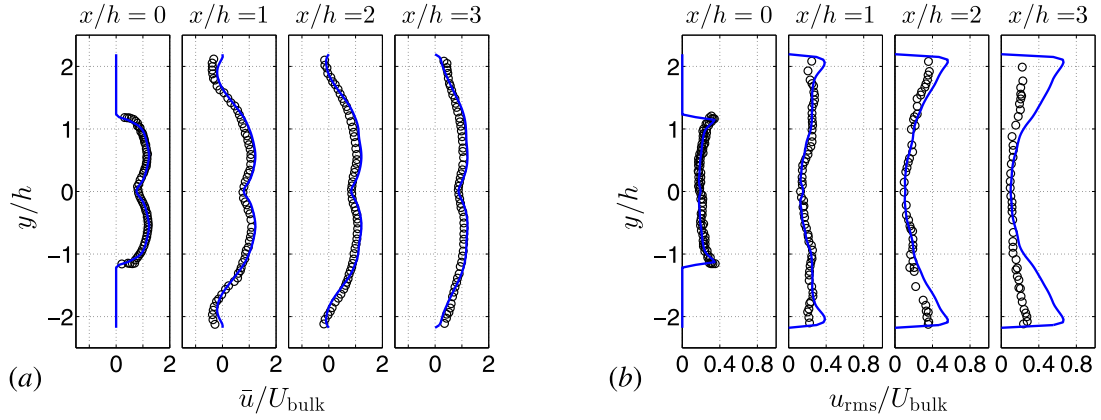 x/h = 0 x/h = 1 x/h = 2 x/h = 3
2
1
0
−1
−2
y/h
0 2 0 2 0 2 0 2
ū/U_bulk
(a)
x/h = 0 x/h = 1 x/h = 2 x/h = 3
2
1
0
−1
−2
y/h
0 0.4 0.8 0 0.4 0.8 0 0.4 0.8 0 0.4 0.8
u_rms/U_bulk
(b)